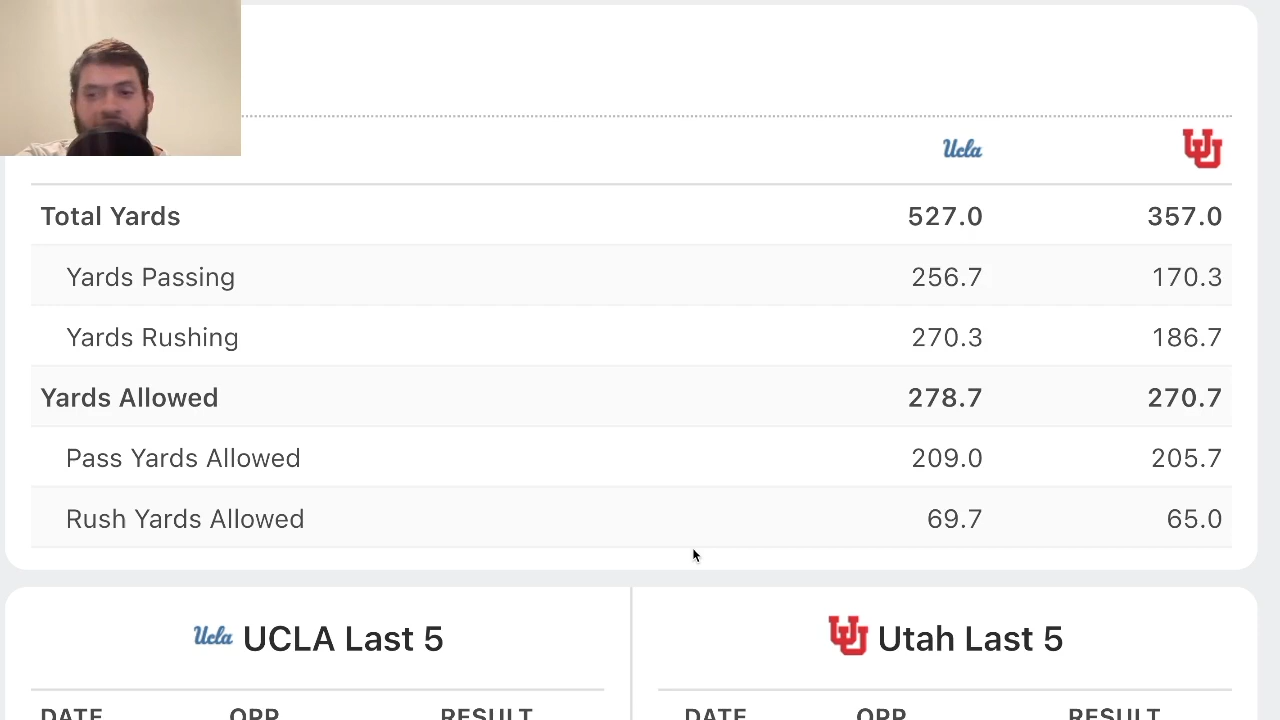 Ucla
Total Yards 527.0 357.0
Yards Passing 256.7 170.3
Yards Rushing 270.3 186.7
Yards Allowed 278.7 270.7
Pass Yards Allowed 209.0 205.7
Rush Yards Allowed 69.7 65.0
Ucla UCLA Last 5 Utah Last 5
DATE OPP RESULT DATE OPP RESULT